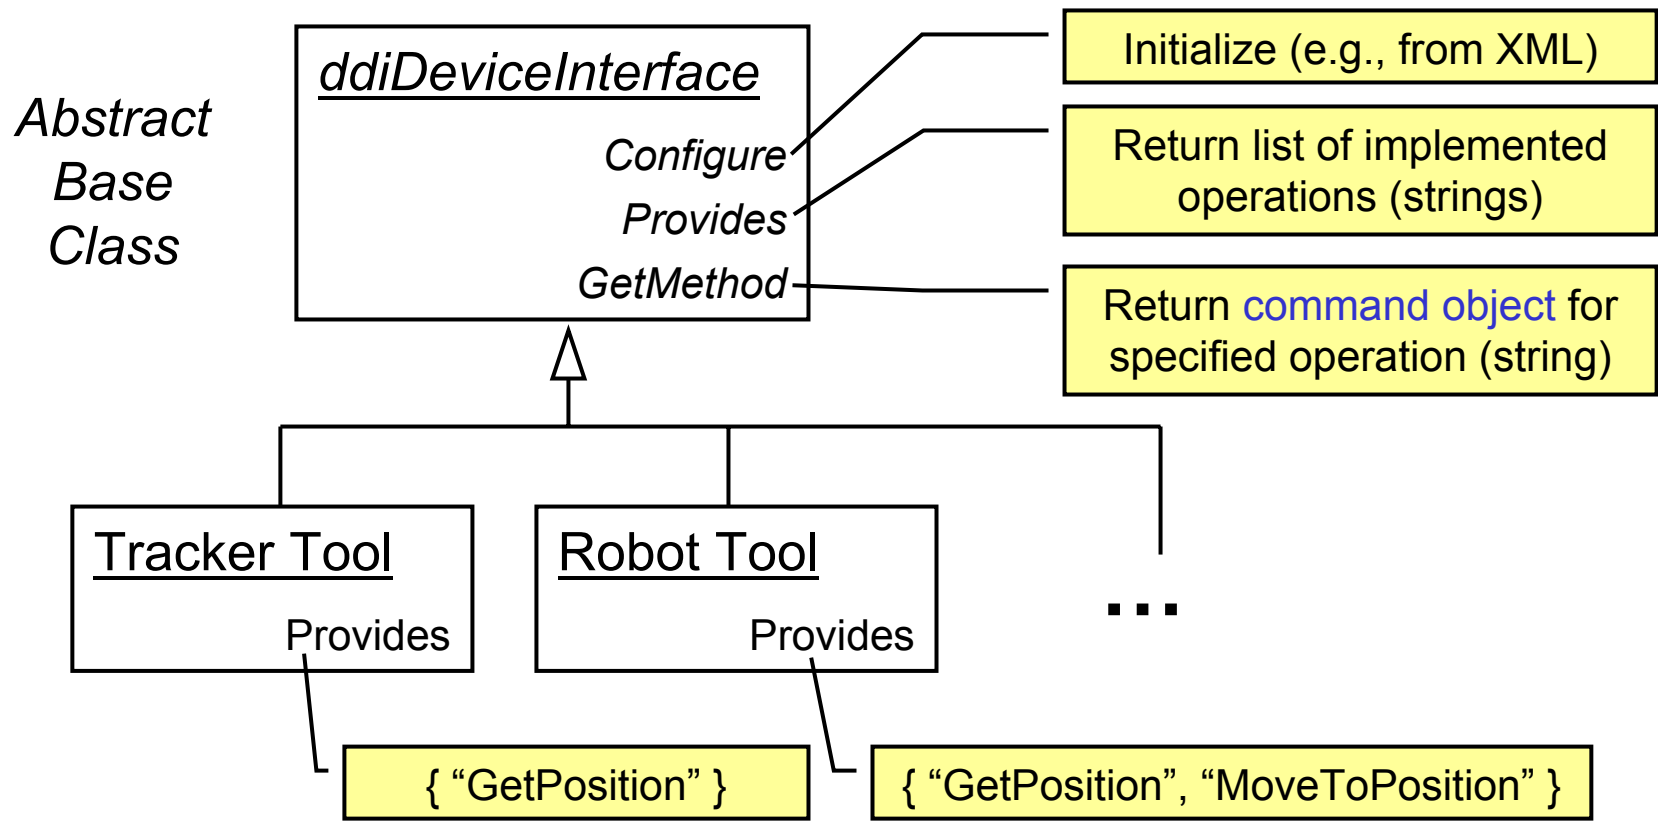 Abstract
Base
Class
ddiDeviceInterface
Configure
Provides
GetMethod
Initialize (e.g., from XML)
Return list of implemented
operations (strings)
Return command object for
specified operation (string)
Tracker Tool
Provides
Robot Tool
Provides
...
{ “GetPosition” }
{ “GetPosition”, “MoveToPosition” }